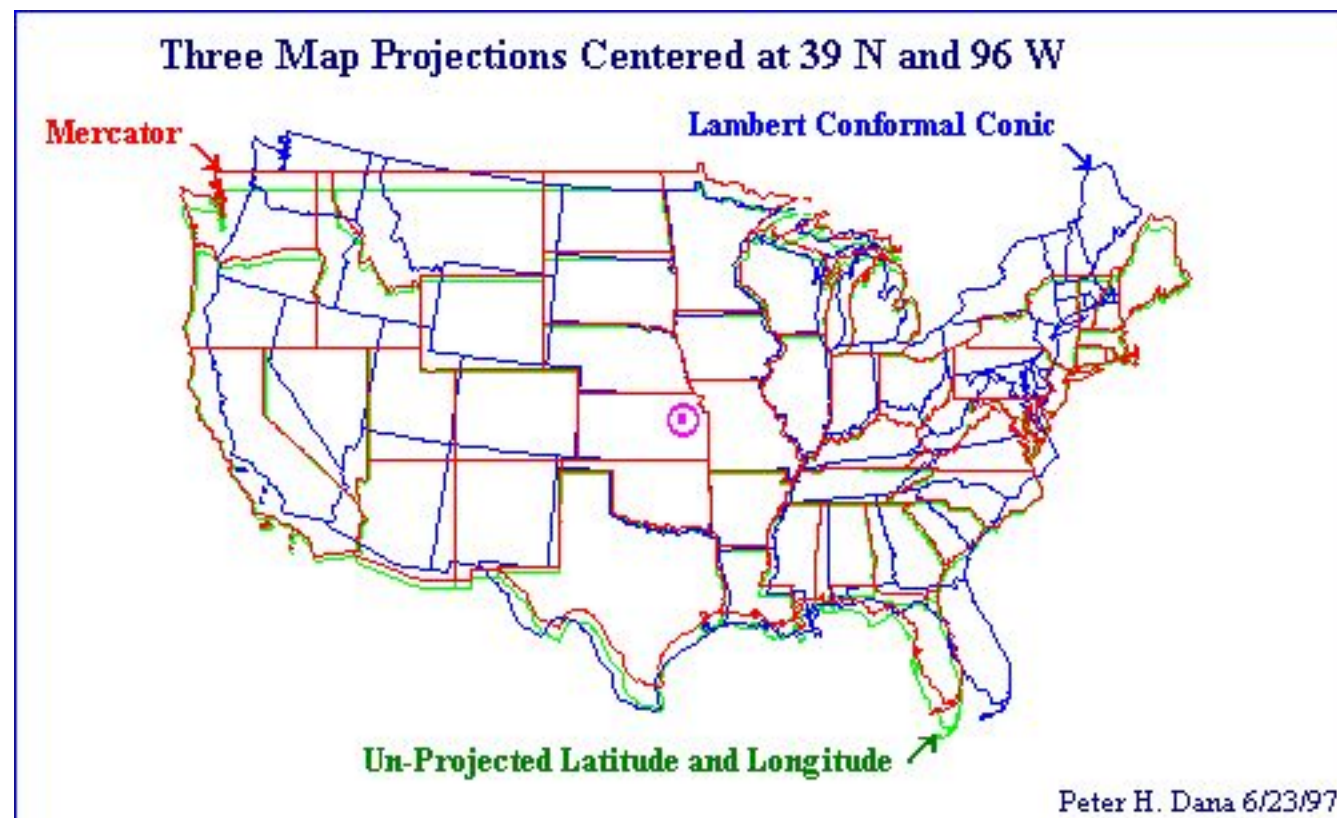 Three Map Projections Centered at 39 N and 96 W
Mercator
Lambert Conformal Conic
Un-Projected Latitude and Longitude
Peter H. Dana 6/23/97